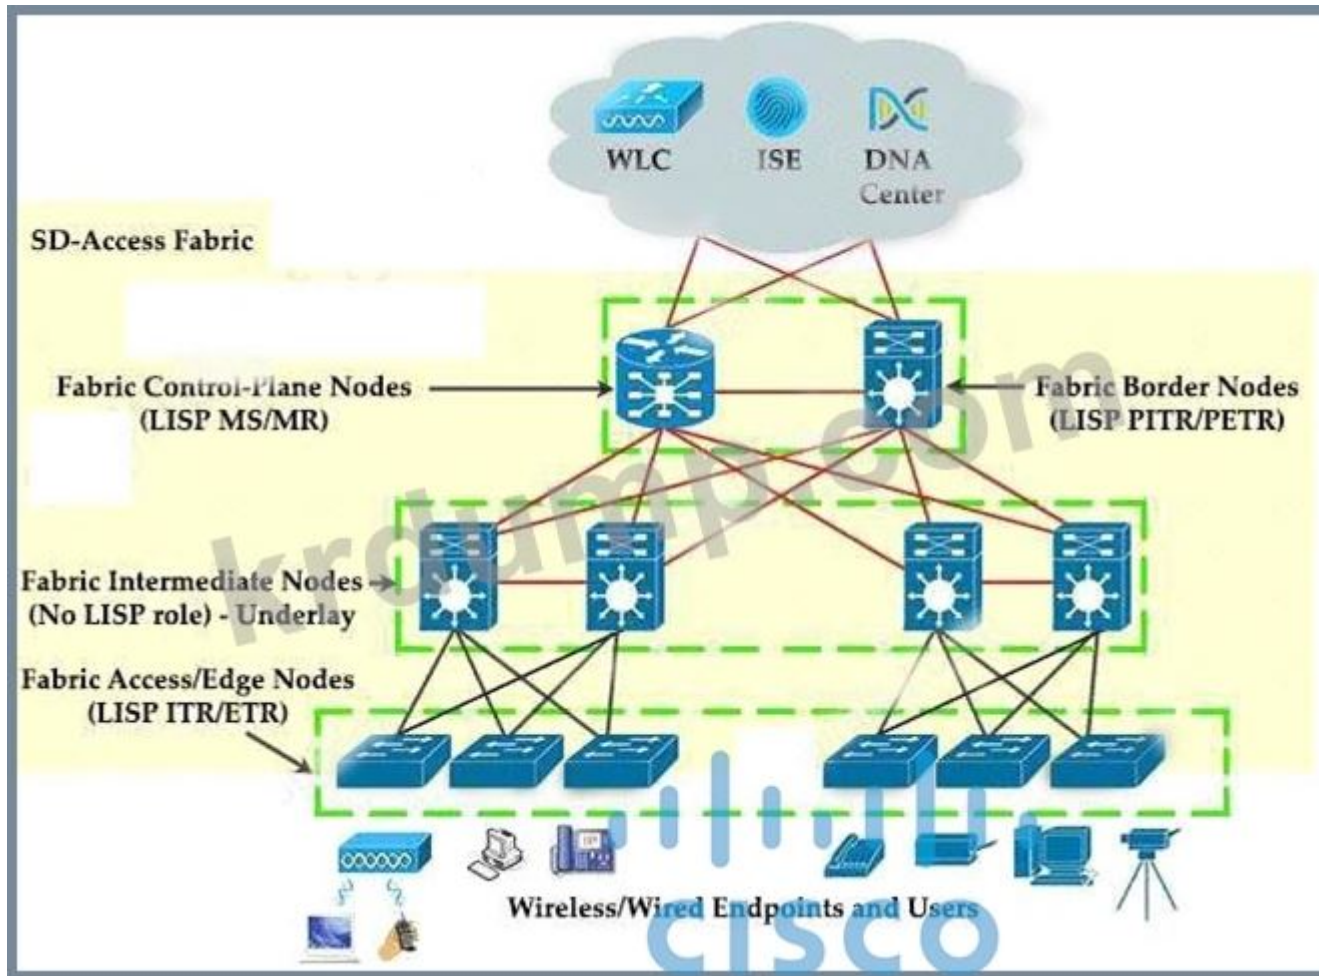 WLC
ISE
DNA
Center
SD-Access Fabric
Fabric Control-Plane Nodes
(LISP MS/MR)
Fabric Border Nodes
(LISP PITR/PETR)
krdump.com
Fabric Intermediate Nodes
(No LISP role) - Underlay
Fabric Access/Edge Nodes
(LISP ITR/ETR)
Wireless/Wired Endpoints and Users
CISCO